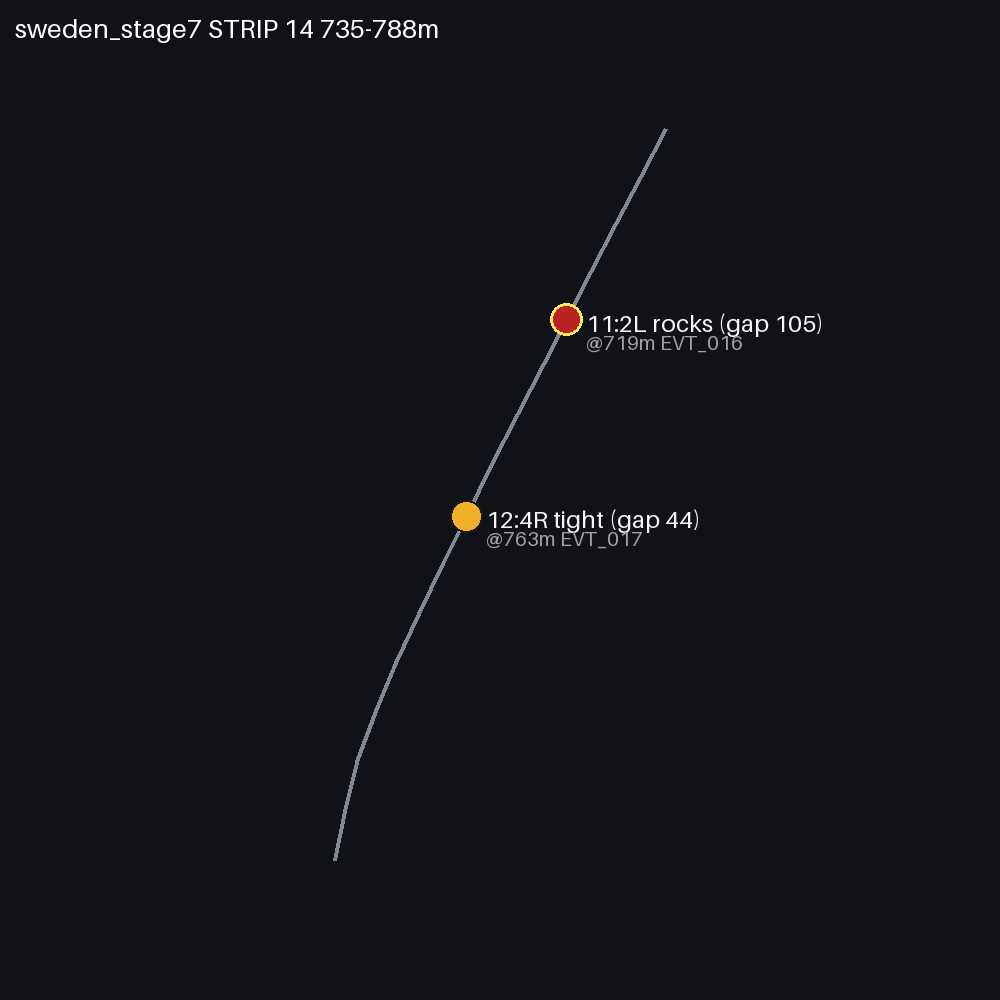 sweden_stage7 STRIP 14 735-788m
11:2L rocks (gap 105)
@719m EVT_016
12:4R tight (gap 44)
@763m EVT_017